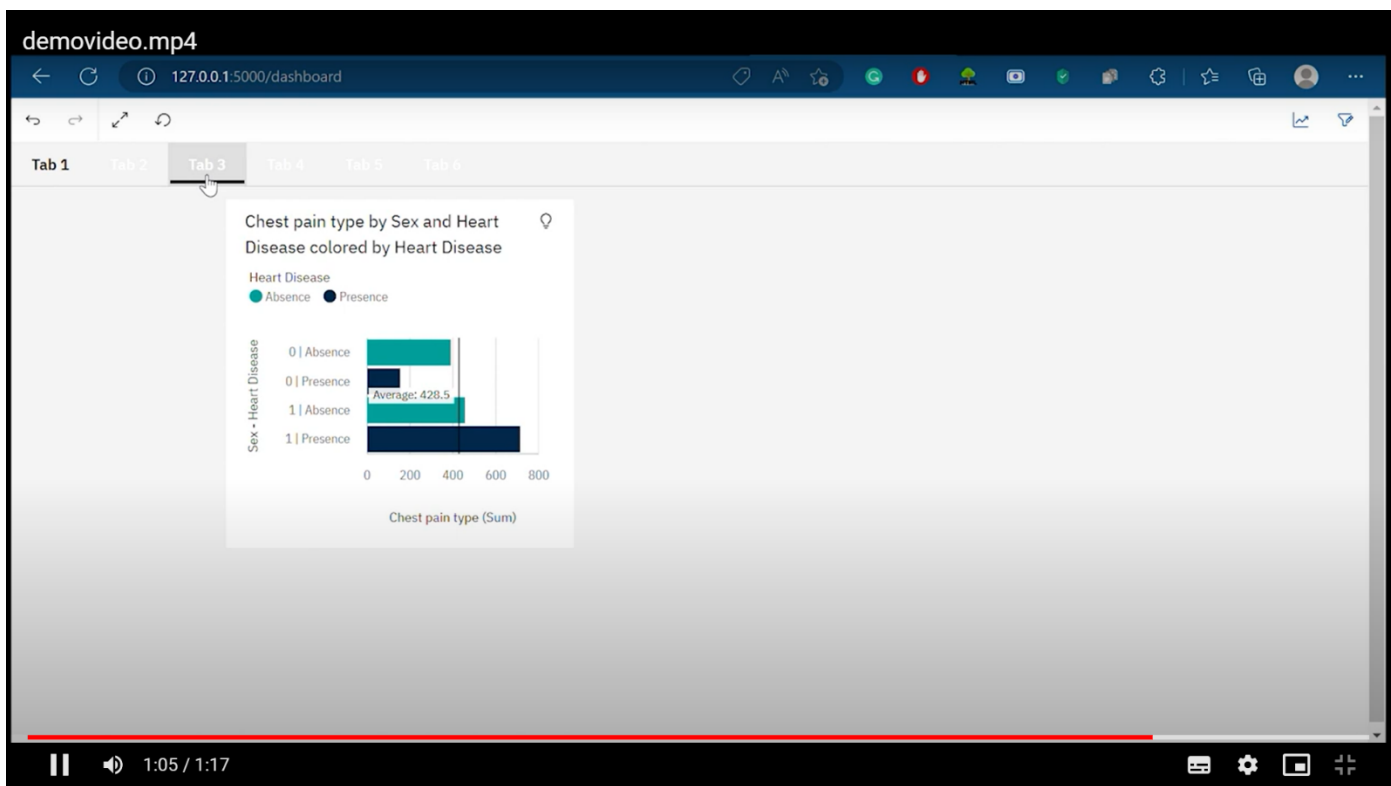 demovideo.mp4
127.0.0.1:5000/dashboard
Tab 1 Tab 2 Tab 3 Tab 4 Tab 5 Tab 6
Chest pain type by Sex and Heart
Disease colored by Heart Disease
Heart Disease
Absence Presence
Sex - Heart Disease
0 | Absence
0 | Presence
Average: 428.5
1 | Absence
1 | Presence
0 200 400 600 800
Chest pain type (Sum)
1:05 / 1:17